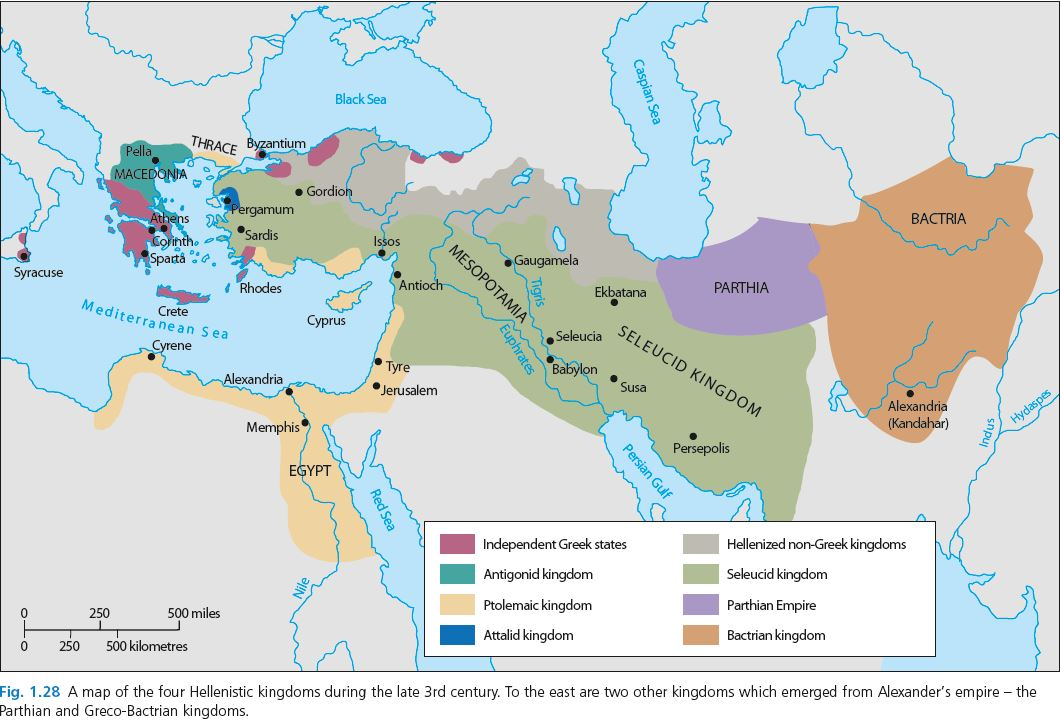 Black Sea
Caspian Sea
THRACE
Byzantium
Pella
MACEDONIA
Gordion
Pergamum
Athens
Corinth
Sardis
Sparta
Syracuse
Rhodes
Crete
Mediterranean Sea
Issos
Antioch
Cyprus
Cyrene
Alexandria
Tyre
Jerusalem
Memphis
EGYPT
Red Sea
Nile
MESOPOTAMIA
Gaugamela
Tigris
Euphrates
Ekbatana
Seleucia
Babylon
Susa
SELEUCID KINGDOM
Persepolis
Persian Gulf
PARTHIA
BACTRIA
Alexandria
(Kandahar)
Indus
Hydaspes
Independent Greek states
Antigonid kingdom
Ptolemaic kingdom
Attalid kingdom
Hellenized non-Greek kingdoms
Seleucid kingdom
Parthian Empire
Bactrian kingdom
0 250 500 miles
0 250 500 kilometres
Fig. 1.28 A map of the four Hellenistic kingdoms during the late 3rd century. To the east are two other kingdoms which emerged from Alexander's empire – the
Parthian and Greco-Bactrian kingdoms.